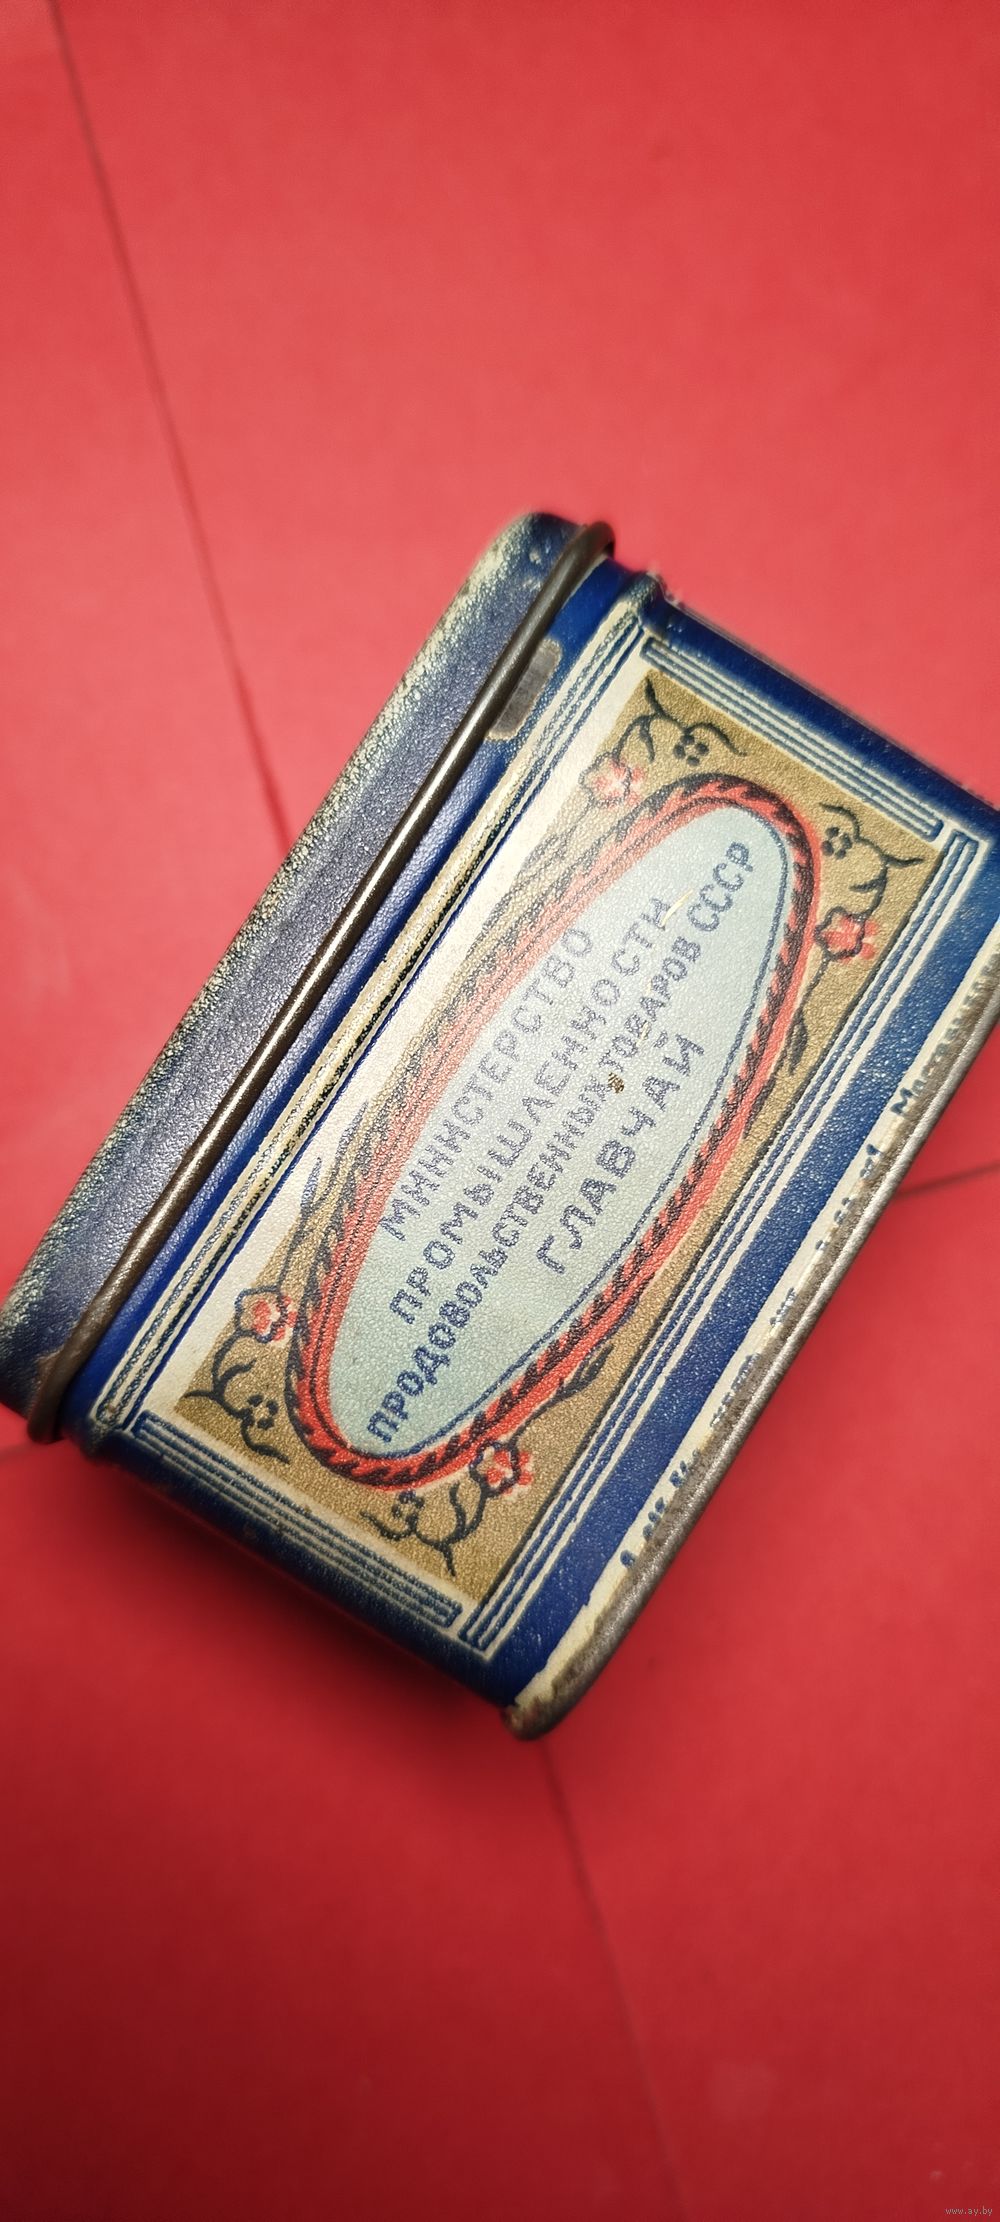 МИНИСТЕРСТВО
ПРОМЫШЛЕННОСТИ
ПРОДОВОЛЬСТВЕННЫХ ТОВАРОВ СССР
ГЛАВЧАЙ
www.ay.by